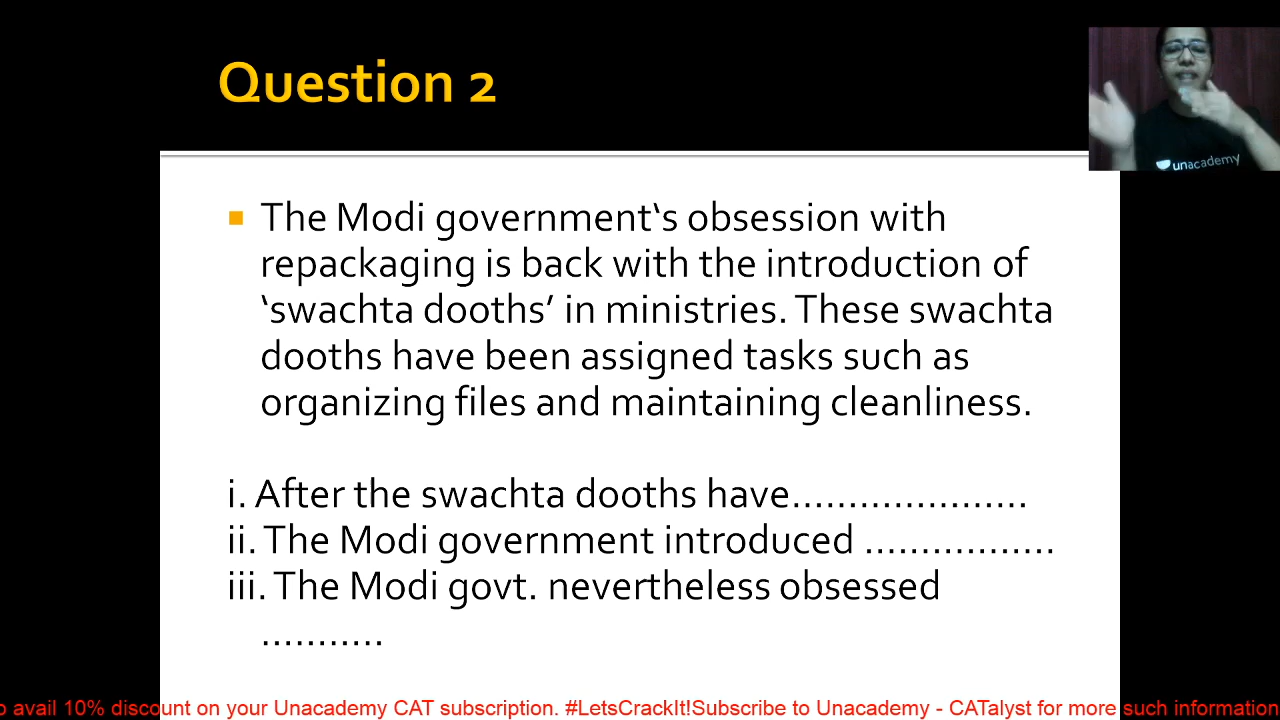 Question 2
unacademy
▪ The Modi government‘s obsession with
repackaging is back with the introduction of
‘swachta dooths’ in ministries. These swachta
dooths have been assigned tasks such as
organizing files and maintaining cleanliness.
i. After the swachta dooths have.....................
ii. The Modi government introduced .................
iii. The Modi govt. nevertheless obsessed
...........
o avail 10% discount on your Unacademy CAT subscription. #LetsCrackIt!Subscribe to Unacademy - CATalyst for more such information